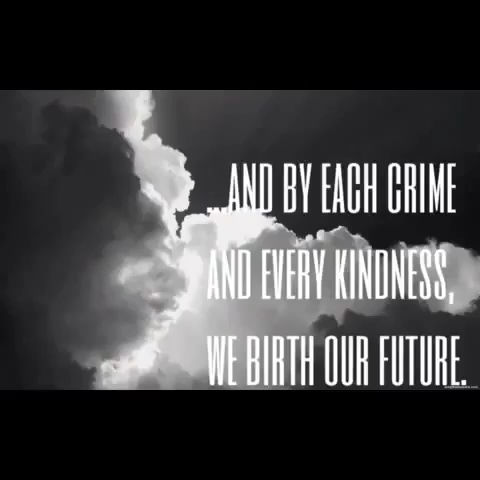 ...AND BY EACH CRIME
AND EVERY KINDNESS,
WE BIRTH OUR FUTURE.